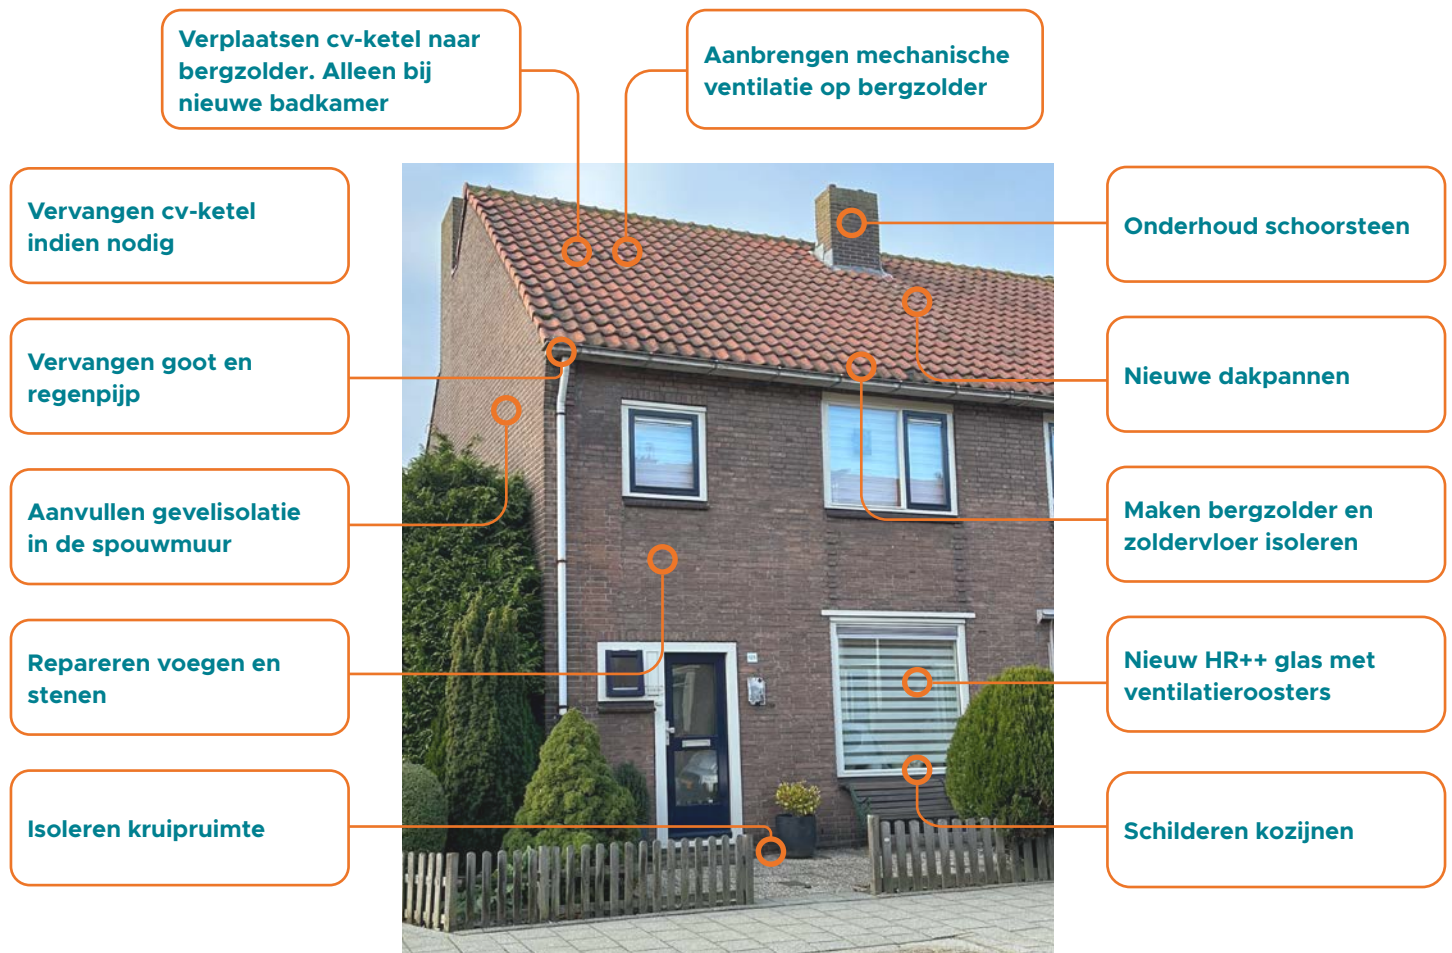 Verplaatsen cv-ketel naar
bergzolder. Alleen bij
nieuwe badkamer
Aanbrengen mechanische
ventilatie op bergzolder
Vervangen cv-ketel
indien nodig
Vervangen goot en
regenpijp
Aanvullen gevelisolatie
in de spouwmuur
Repareren voegen en
stenen
Isoleren kruipruimte
Onderhoud schoorsteen
Nieuwe dakpannen
Maken bergzolder en
zoldervloer isoleren
Nieuw HR++ glas met
ventilatieroosters
Schilderen kozijnen